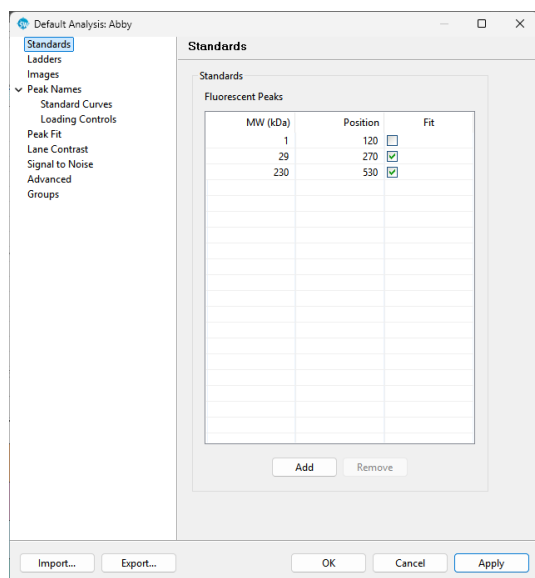 Default Analysis: Abby
Standards
Ladders
Images
Peak Names
Standard Curves
Loading Controls
Peak Fit
Lane Contrast
Signal to Noise
Advanced
Groups
Standards
Standards
Fluorescent Peaks
MW (kDa) Position Fit
1 120
29 270
230 530
Add Remove
Import... Export... OK Cancel Apply